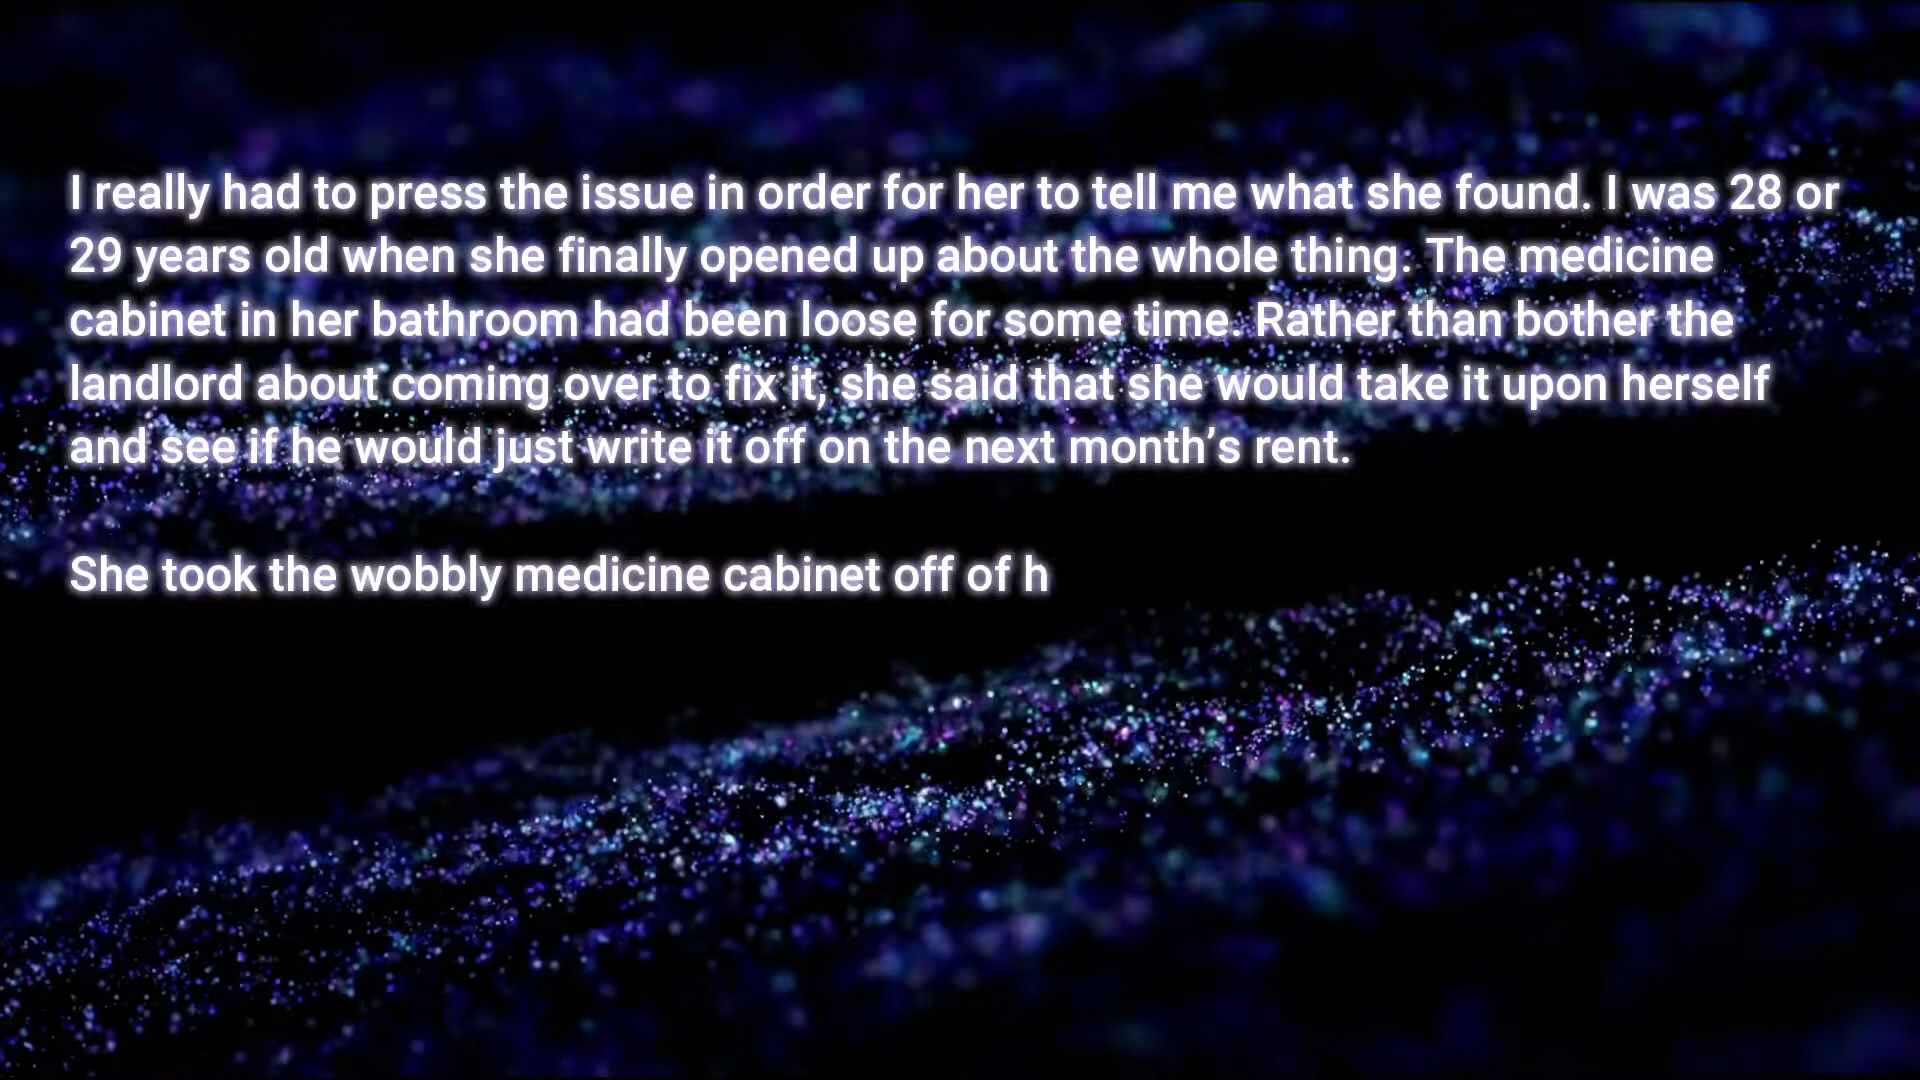 I really had to press the issue in order for her to tell me what she found. I was 28 or
29 years old when she finally opened up about the whole thing. The medicine
cabinet in her bathroom had been loose for some time. Rather than bother the
landlord about coming over to fix it, she said that she would take it upon herself
and see if he would just write it off on the next month’s rent.
She took the wobbly medicine cabinet off of h